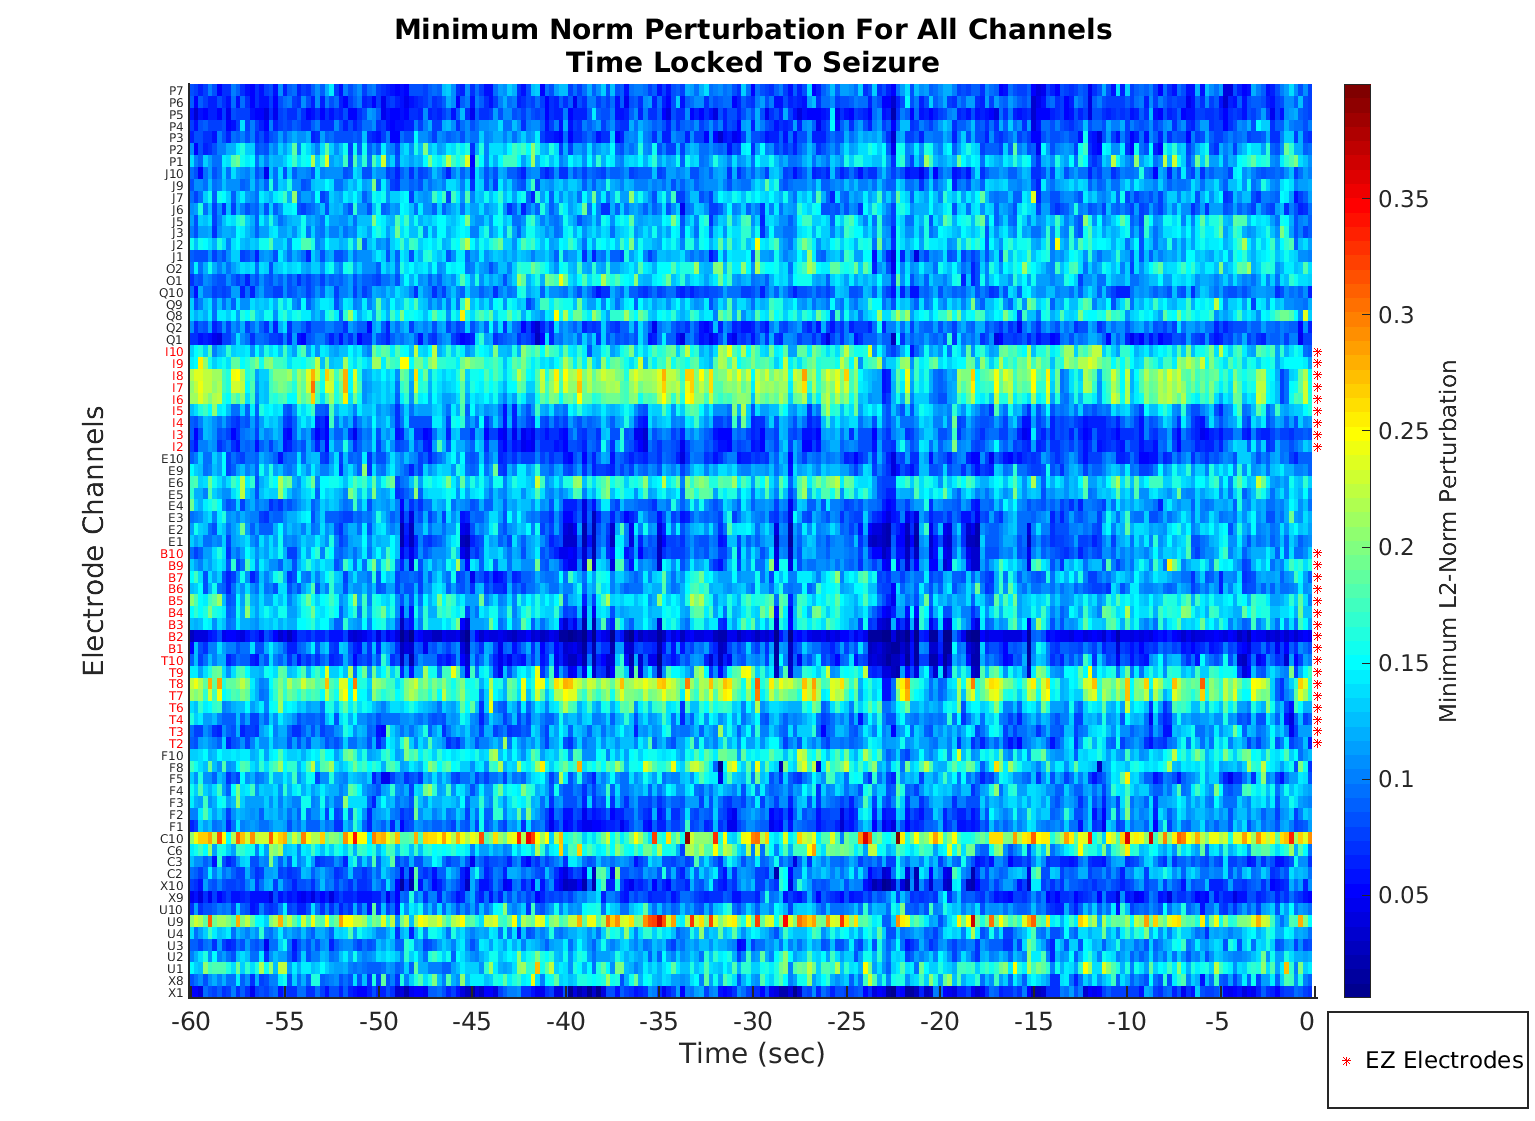 Minimum Norm Perturbation For All Channels
Time Locked To Seizure
Electrode Channels
P7
P6
P5
P4
P3
P2
P1
J10
J9
J7
J6
J5
J3
J2
J1
O2
O1
Q10
Q9
Q8
Q2
Q1
I10
I9
I8
I7
I6
I5
I4
I3
I2
E10
E9
E6
E5
E4
E3
E2
E1
B10
B9
B7
B6
B5
B4
B3
B2
B1
T10
T9
T8
T7
T6
T4
T3
T2
F10
F8
F5
F4
F3
F2
F1
C10
C6
C3
C2
X10
X9
U10
U9
U4
U3
U2
U1
X8
X1
-60 -55 -50 -45 -40 -35 -30 -25 -20 -15 -10 -5 0
Time (sec)
0.35
0.3
0.25
0.2
0.15
0.1
0.05
Minimum L2-Norm Perturbation
EZ Electrodes